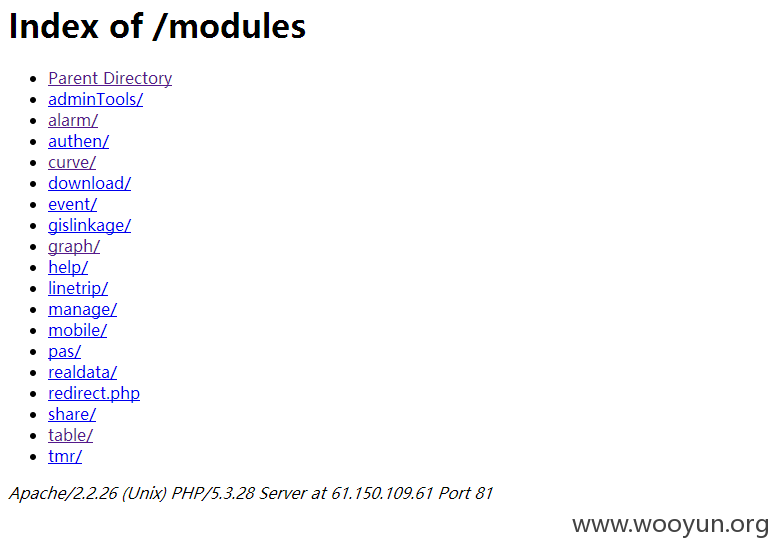 Index of /modules
Parent Directory
adminTools/
alarm/
authen/
curve/
download/
event/
gislinkage/
graph/
help/
linetrip/
manage/
mobile/
pas/
realdata/
redirect.php
share/
table/
tmr/
Apache/2.2.26 (Unix) PHP/5.3.28 Server at 61.150.109.61 Port 81
www.wooyun.org